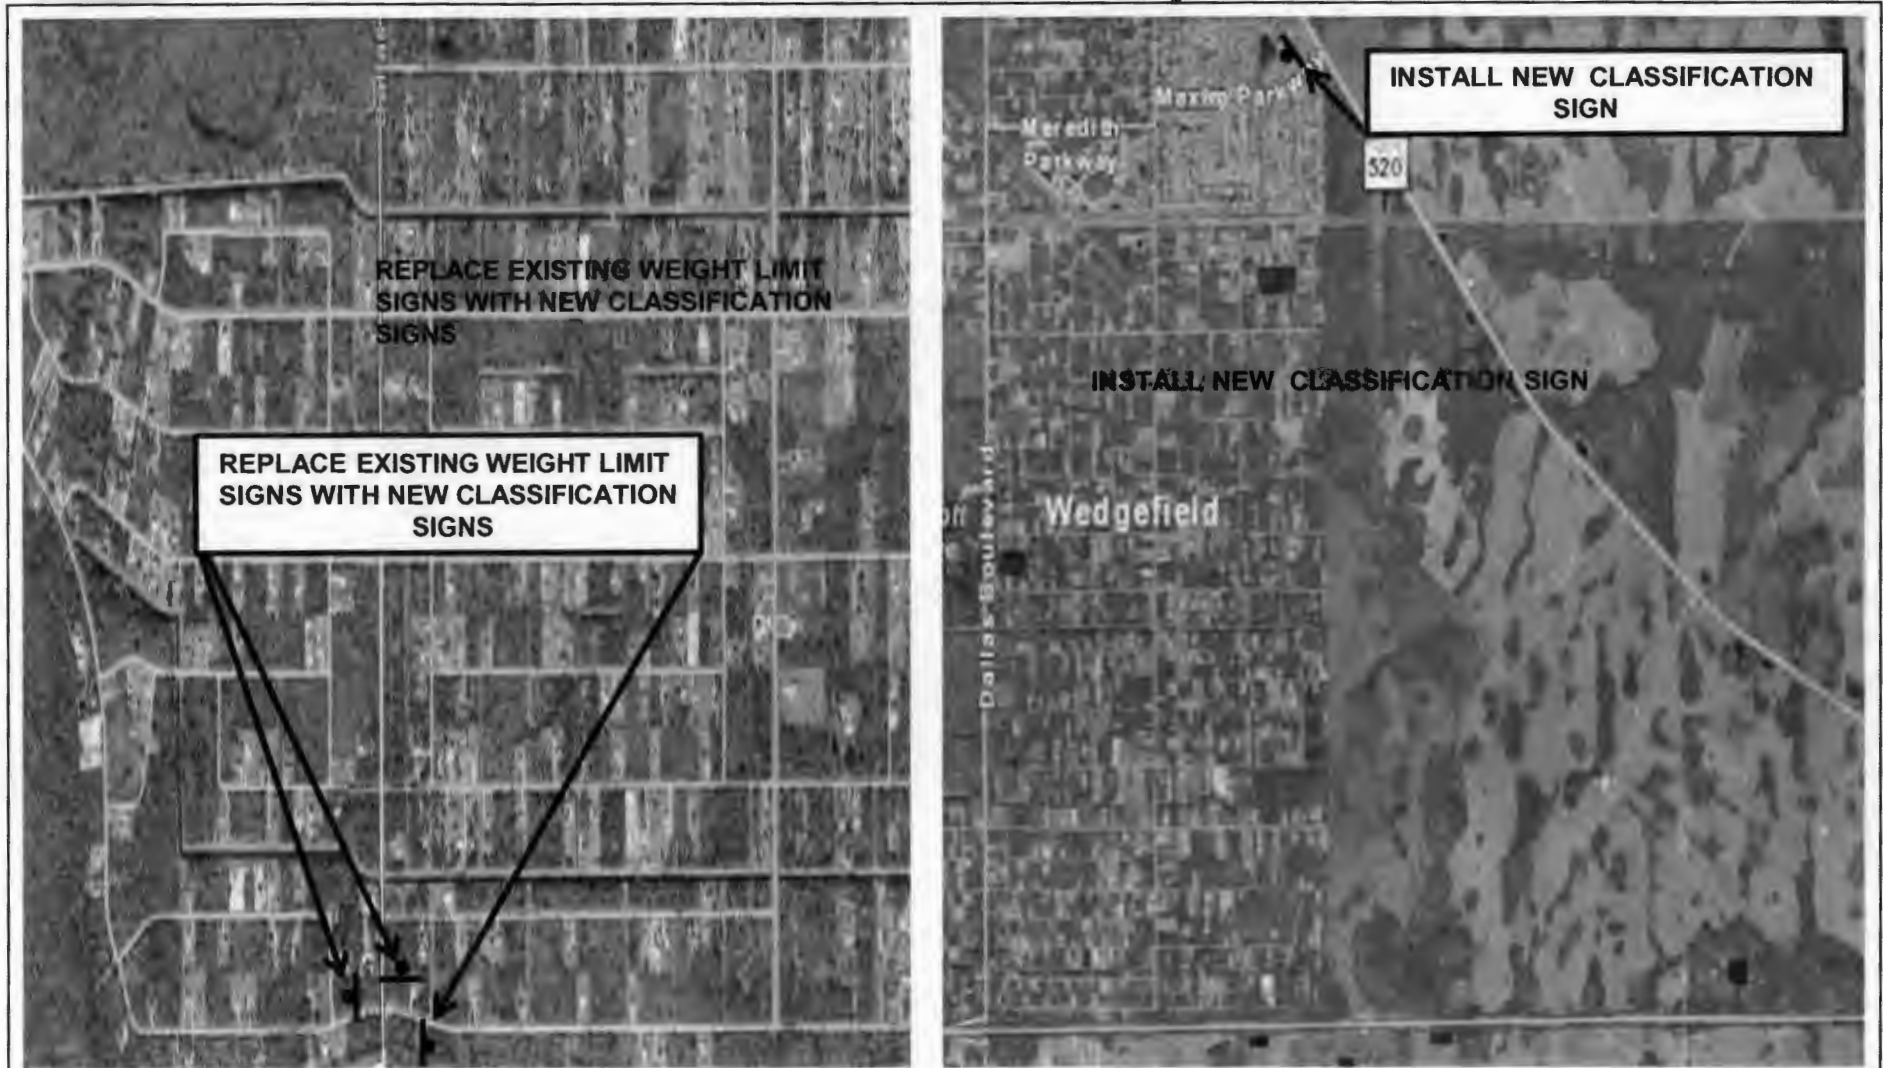 REPLACE EXISTING WEIGHT LIMIT
SIGNS WITH NEW CLASSIFICATION
SIGNS
REPLACE EXISTING WEIGHT LIMIT
SIGNS WITH NEW CLASSIFICATION
SIGNS
INSTALL NEW CLASSIFICATION
SIGN
Maxim Parkway
Meredith
Parkway
520
INSTALL NEW CLASSIFICATION SIGN
Wedgefield
Dallas Boulevard